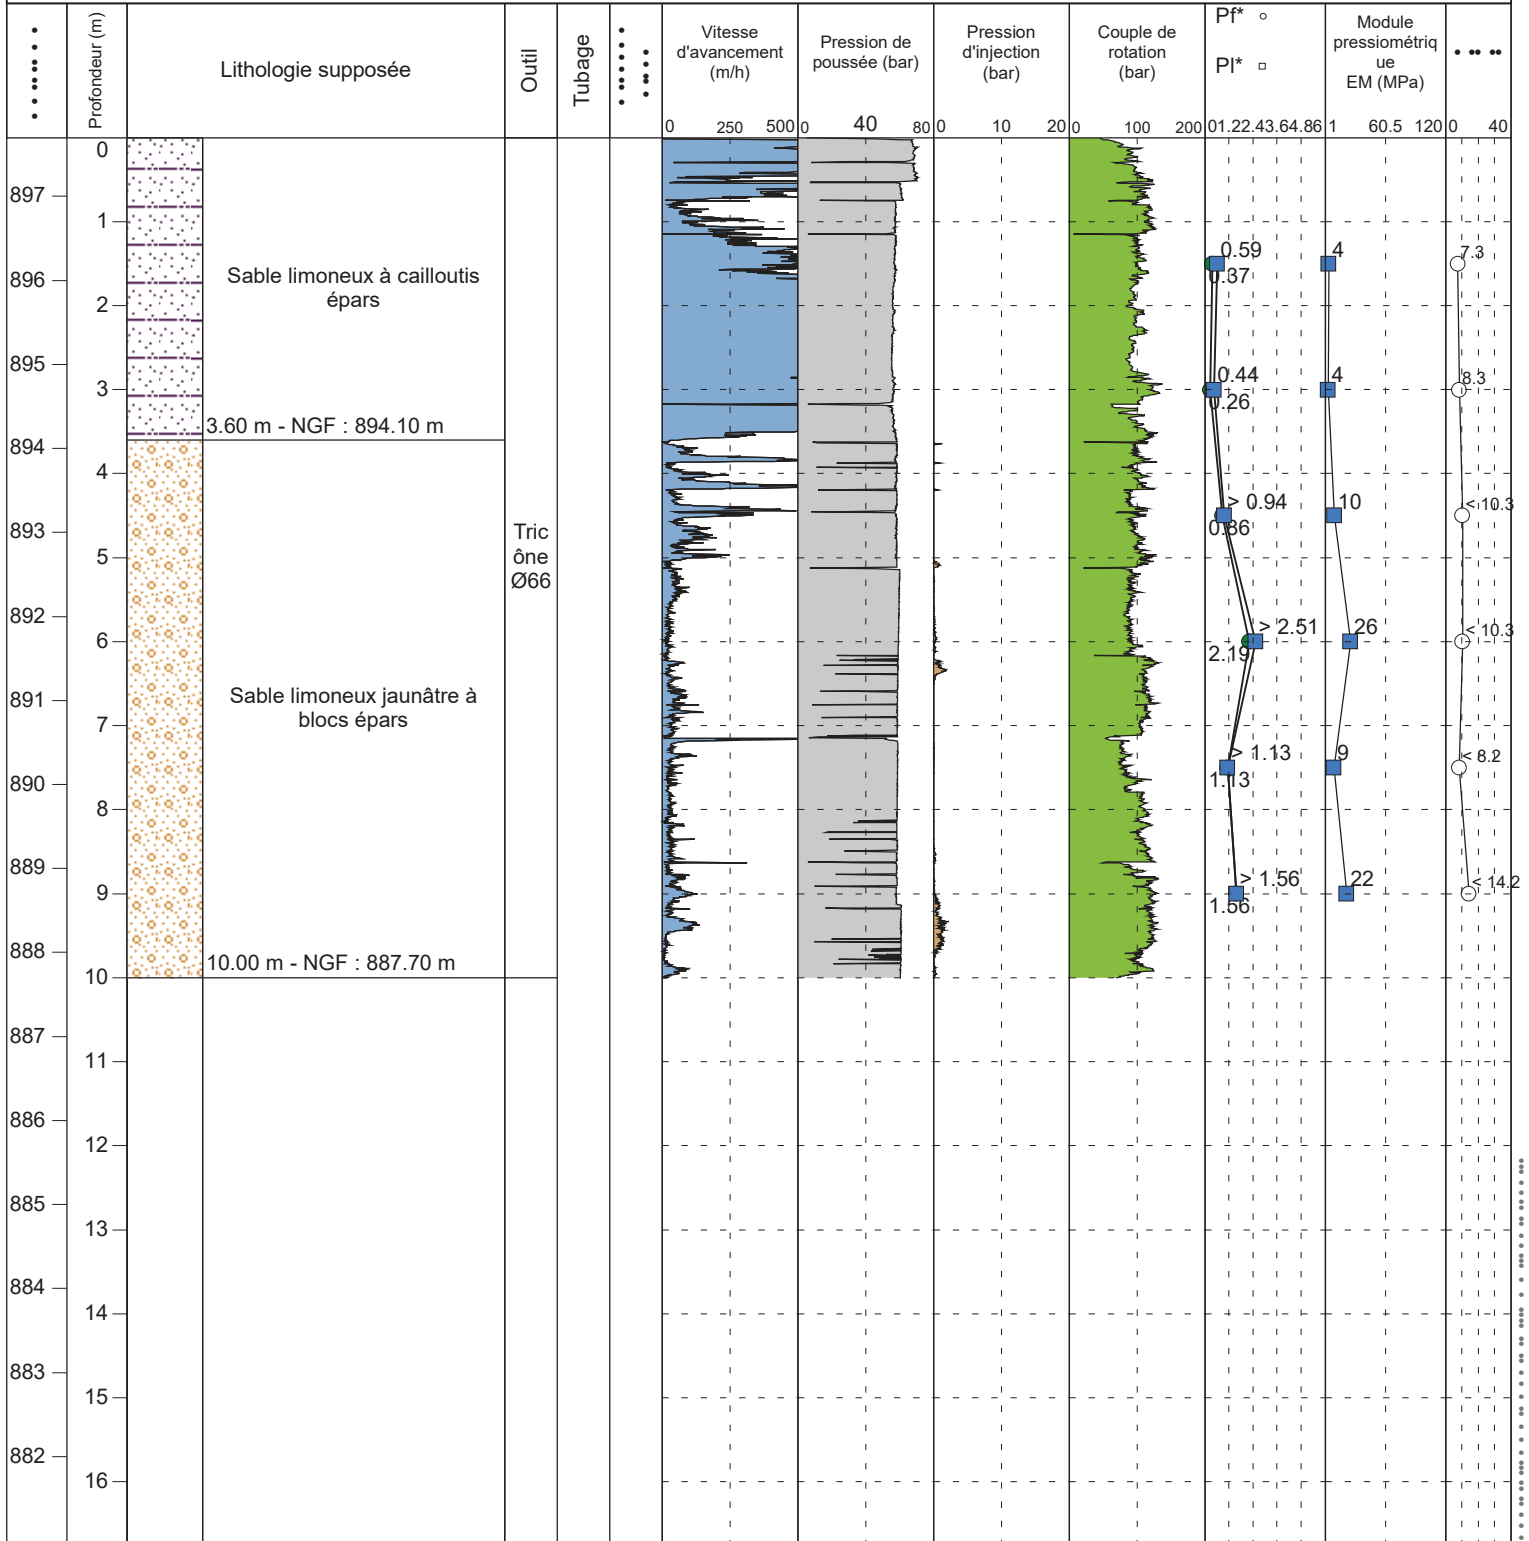 Profondeur (m)
Lithologie supposée
Outil
Tubage
Vitesse
d'avancement
(m/h)
Pression de
poussée (bar)
Pression
d'injection
(bar)
Couple de
rotation
(bar)
Pf*
Pl*
Module
pressiométriq
ue
EM (MPa)
0 250 500
0 40 80
0 10 20
0 100 200
01.22.43.64.86
1 60.5 120
0 40
0
897
1
896
2
895
3
894
4
893
5
892
6
891
7
890
8
889
9
888
10
887
11
886
12
885
13
884
14
883
15
882
16
Sable limoneux à cailloutis
épars
3.60 m - NGF : 894.10 m
Sable limoneux jaunâtre à
blocs épars
10.00 m - NGF : 887.70 m
Tric
ône
Ø66
0.59
0.37
0.44
0.26
> 0.94
0.86
> 2.51
2.19
> 1.13
1.13
> 1.56
1.56
4
4
10
26
9
22
7.3
8.3
< 10.3
< 10.3
< 8.2
< 14.2